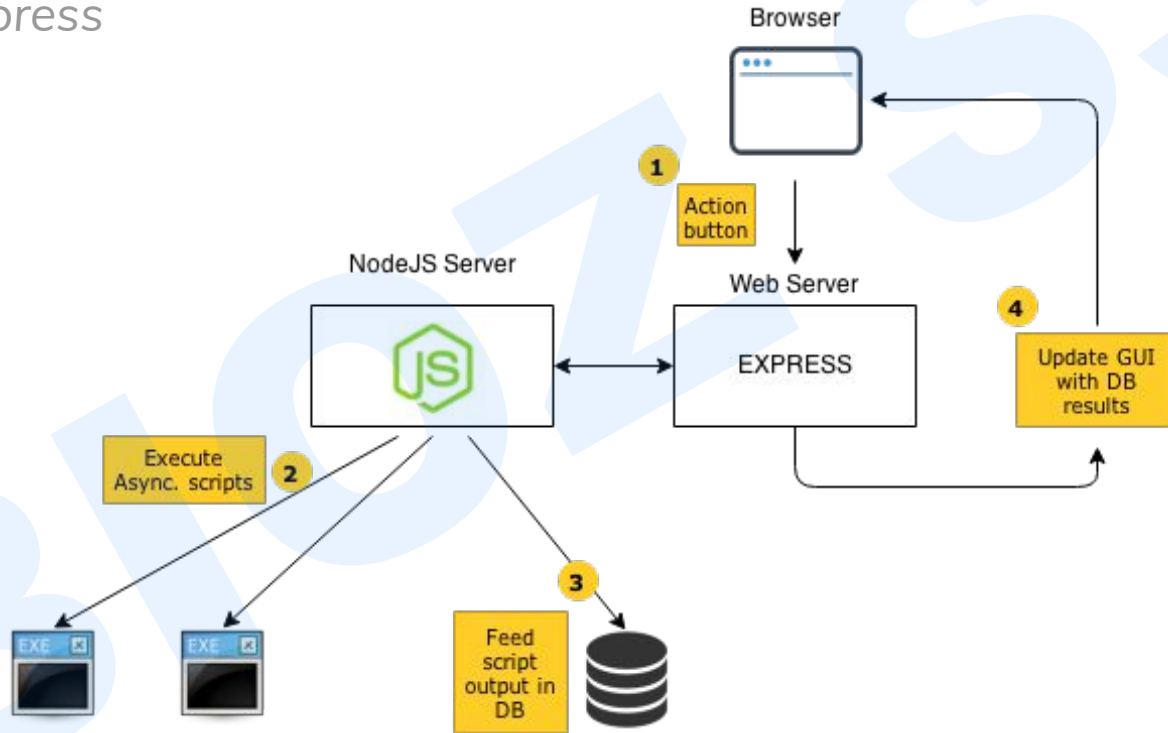 press
Browser
1
Action
button
NodeJS Server
Web Server
4
JS
EXPRESS
Update GUI
with DB
results
Execute
Async. scripts
2
3
EXE
EXE
Feed
script
output in
DB